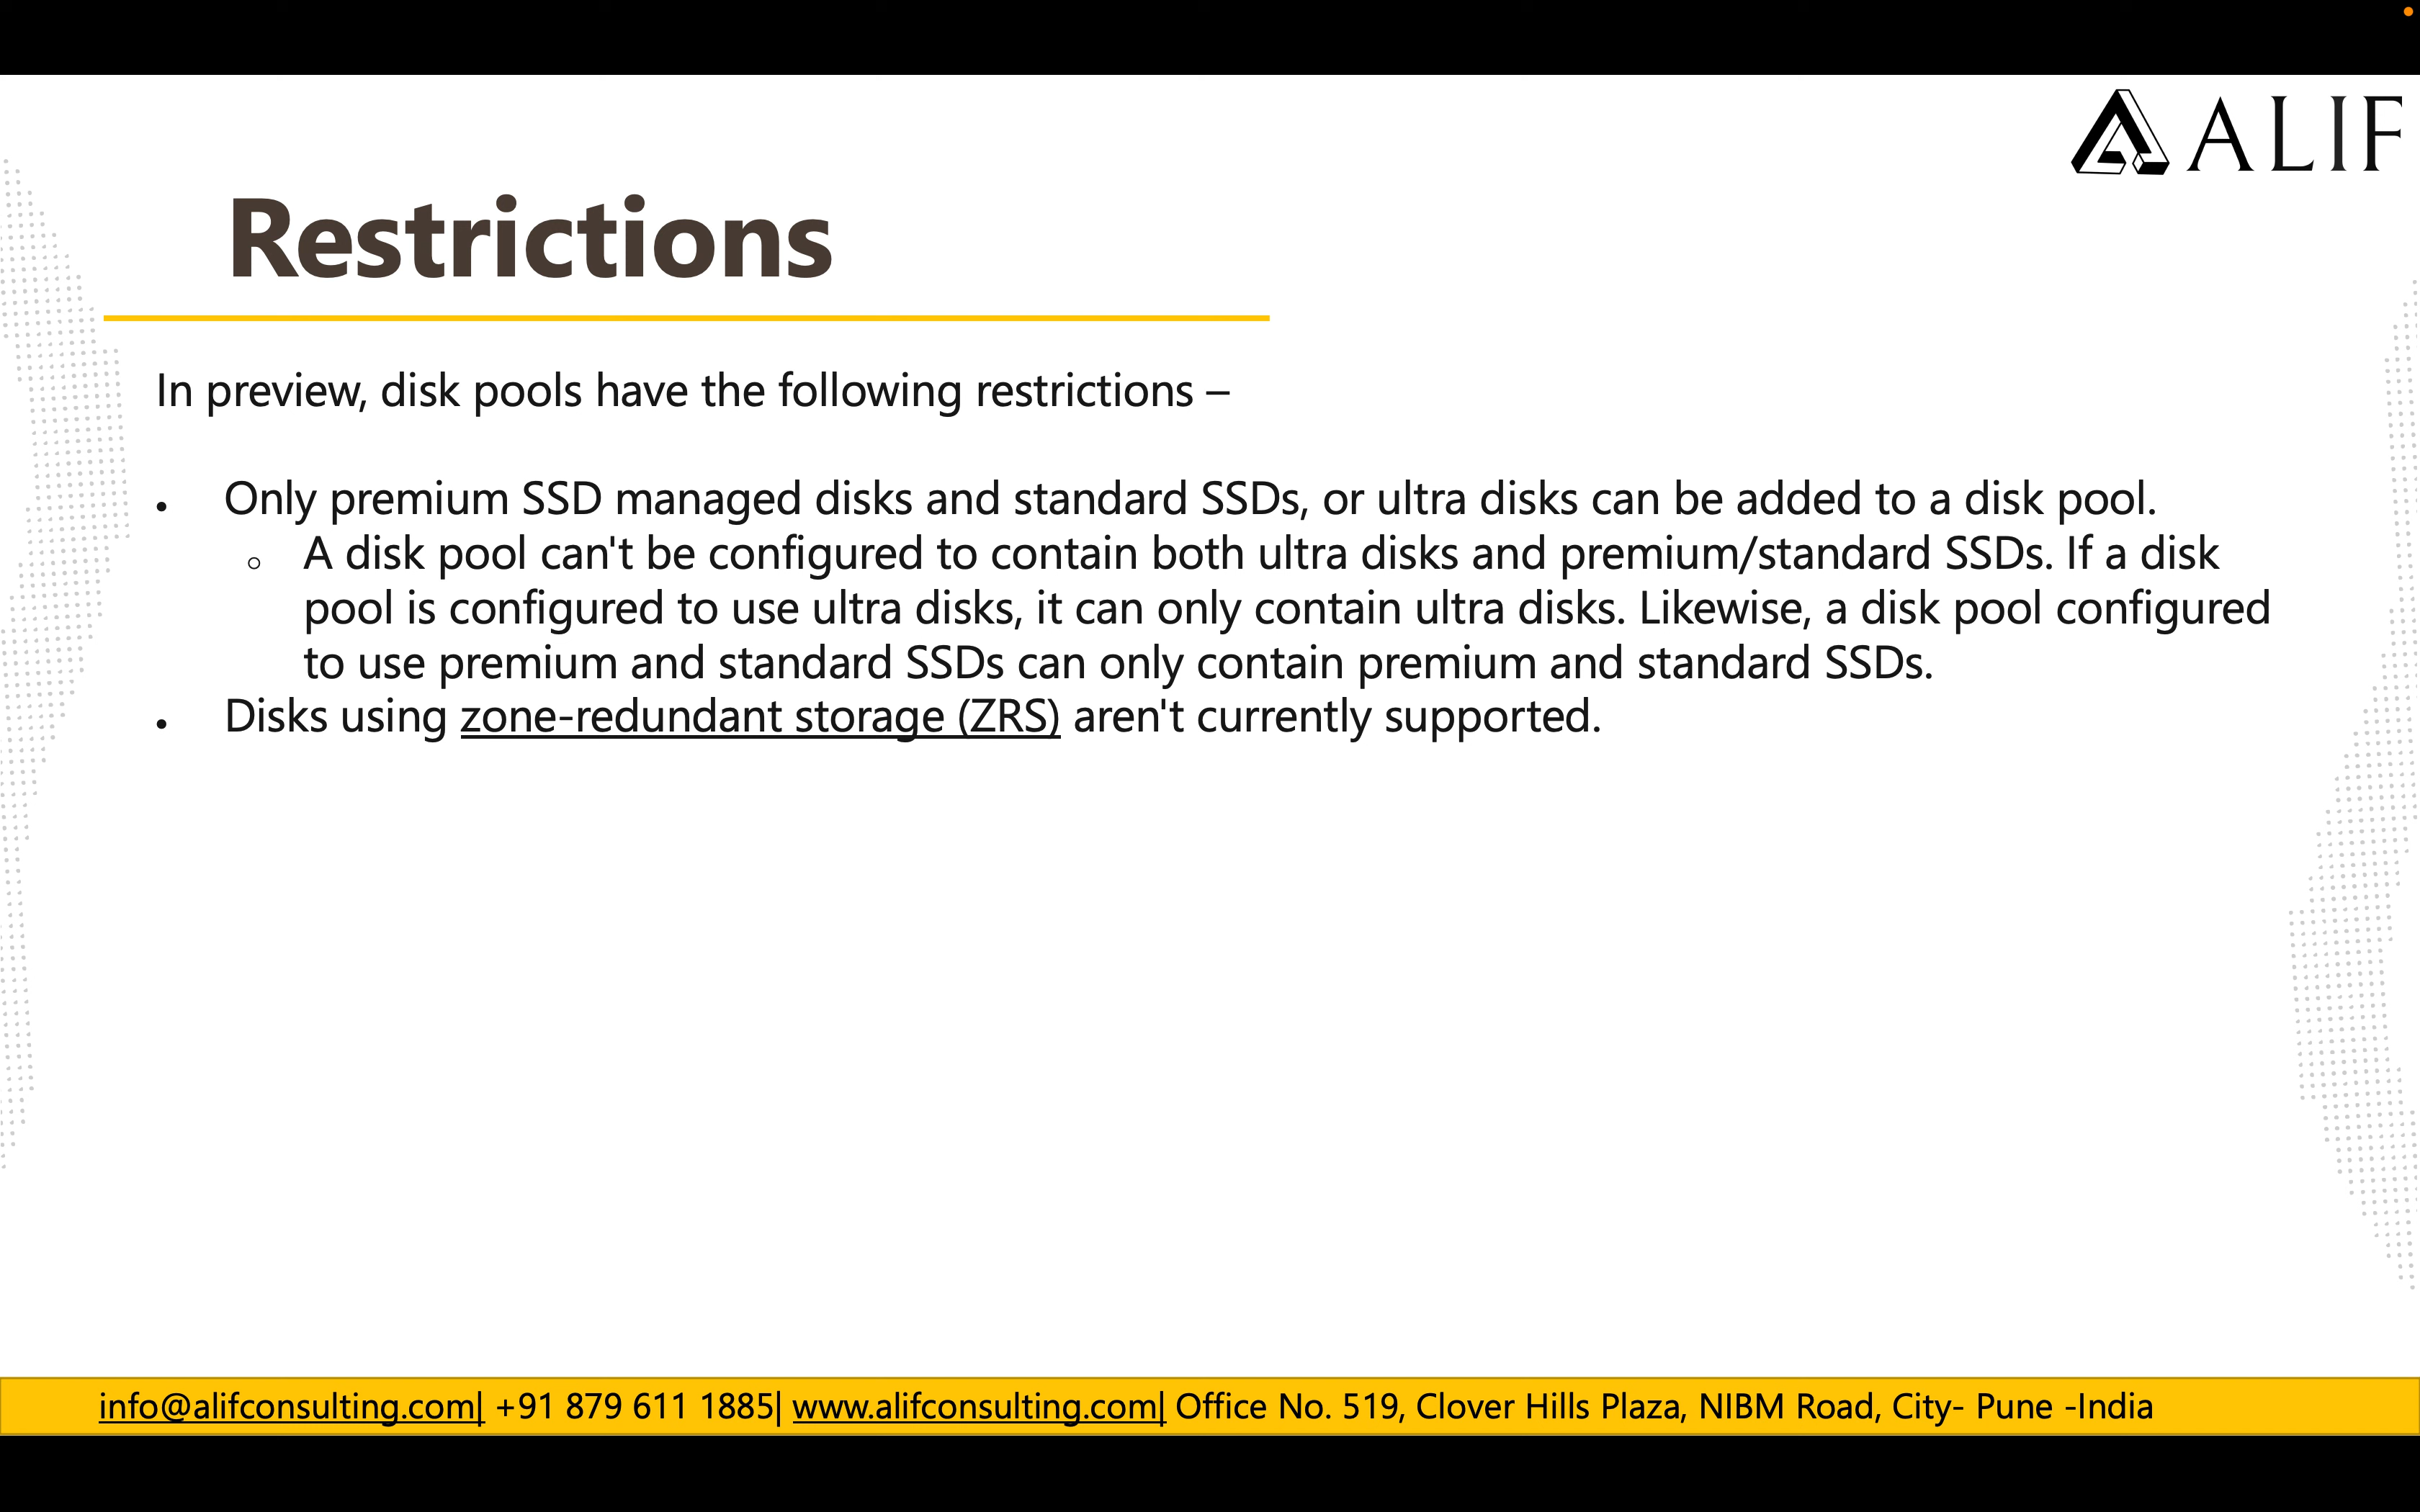 ALIF
Restrictions
In preview, disk pools have the following restrictions –
• Only premium SSD managed disks and standard SSDs, or ultra disks can be added to a disk pool.
○ A disk pool can't be configured to contain both ultra disks and premium/standard SSDs. If a disk
pool is configured to use ultra disks, it can only contain ultra disks. Likewise, a disk pool configured
to use premium and standard SSDs can only contain premium and standard SSDs.
• Disks using zone-redundant storage (ZRS) aren't currently supported.
info@alifconsulting.com| +91 879 611 1885| www.alifconsulting.com| Office No. 519, Clover Hills Plaza, NIBM Road, City- Pune -India